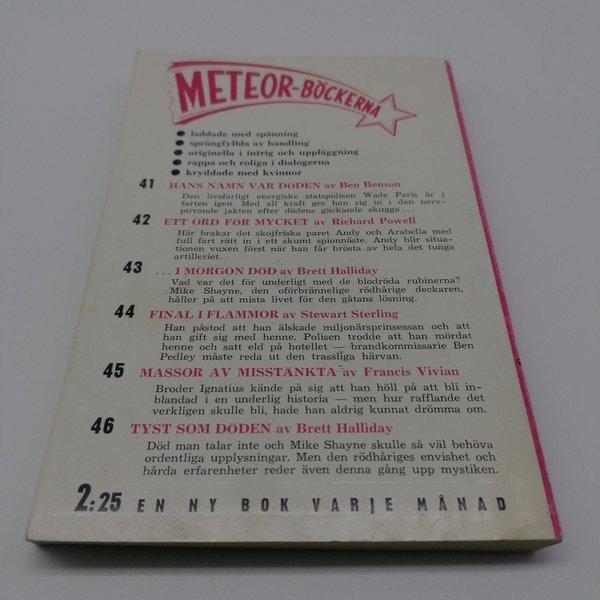 METEOR-BÖCKERNA
● laddade med spänning
● sprängfyllda av handling
● originella i intrig och uppläggning
● rappa och roliga i dialogerna
● kryddade med kvinnor
41 HANS NAMN VAR DÖDEN av Ben Benson
Den livsfarligt energiske statspolisen Wade Paris är i
farten igen. Med all kraft ger han sig in i den nerv-
pirrande jakten efter dödens gäckande skugga ...
42 ETT ORD FÖR MYCKET av Richard Powell
Här brakar det skojfriska paret Andy och Arabella med
full fart rätt in i ett skumt spionnäste. Andy blir situa-
tionen vuxen först när han får brösta av hela det tunga
artilleriet.
43 ... I MORGON DÖD av Brett Halliday
Vad var det för underligt med de blodröda rubinerna?
Mike Shayne, den oförbrännelige rödhårige deckaren,
håller på att mista livet för den gåtans lösning.
44 FINAL I FLAMMOR av Stewart Sterling
Han påstod att han älskade miljonärsprinsessan och att
han gift sig med henne. Polisen trodde att han mördat
henne och satt eld på hotellet — brandkommissarie Ben
Pedley måste reda ut den trassliga härvan.
45 MASSOR AV MISSTÄNKTA av Francis Vivian
Broder Ignatius kände på sig att han höll på att bli in-
blandad i en underlig historia — men hur rafflande det
verkligen skulle bli, hade han aldrig kunnat drömma om.
46 TYST SOM DÖDEN av Brett Halliday
Död man talar inte och Mike Shayne skulle så väl behöva
ordentliga upplysningar. Men den rödhåriges envishet och
hårda erfarenheter reder även denna gång upp mystiken.
2:25 EN NY BOK VARJE MÅNAD